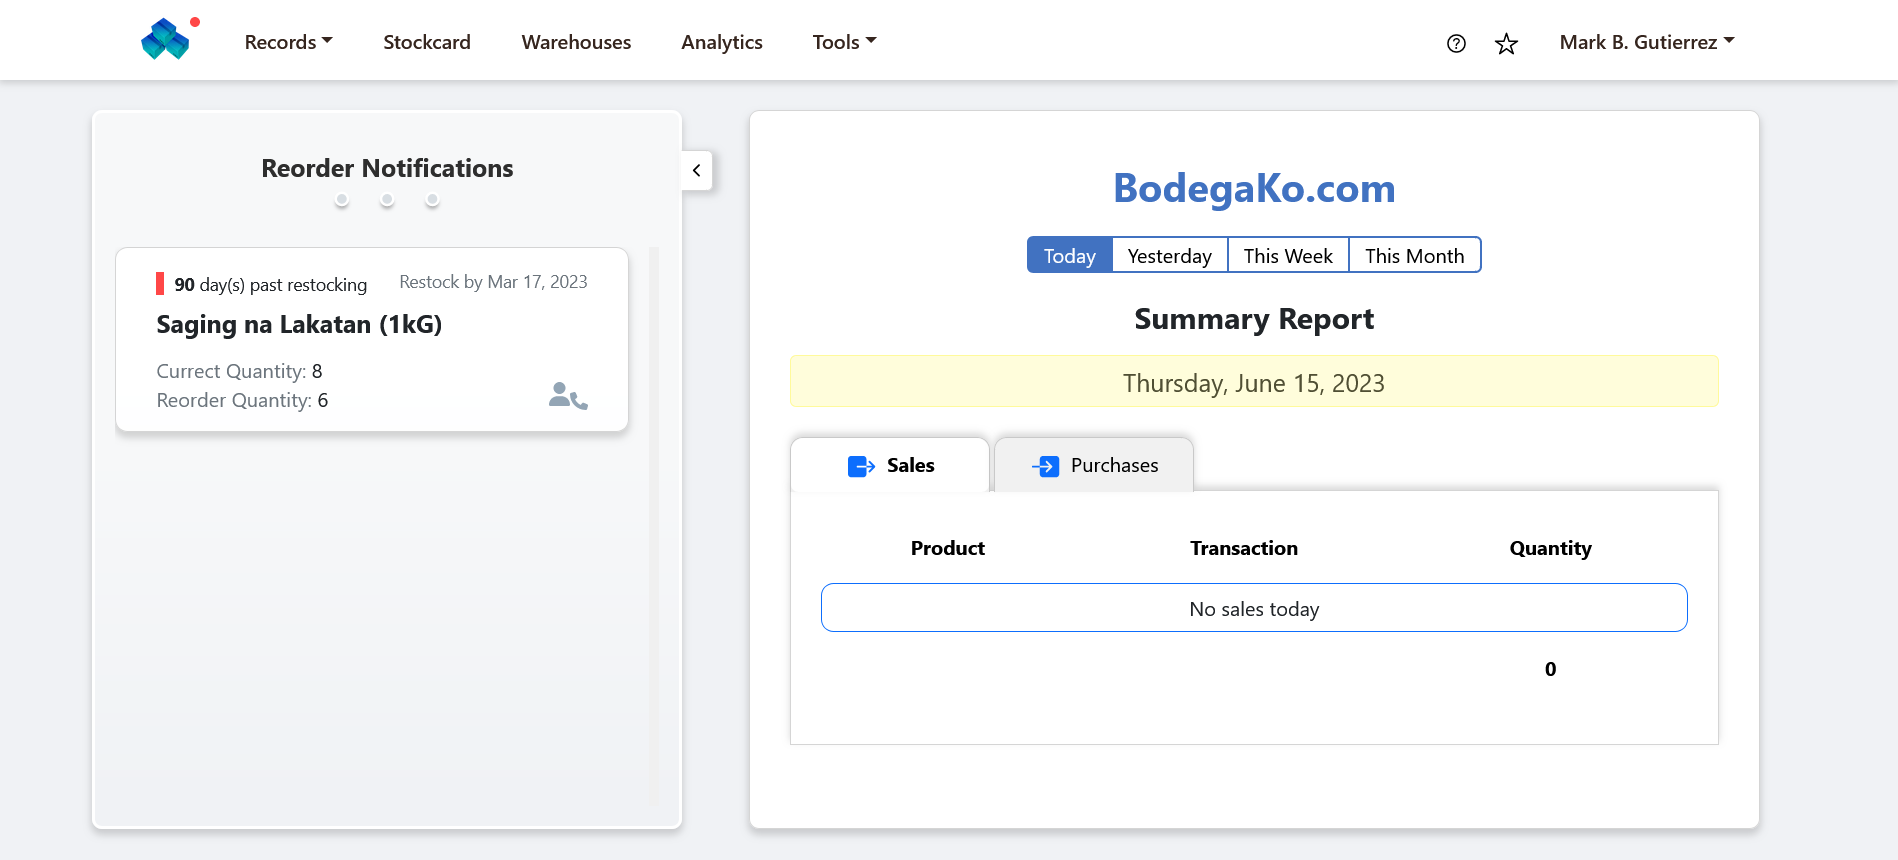 Records Stockcard Warehouses Analytics Tools Mark B. Gutierrez
Reorder Notifications
90 day(s) past restocking Restock by Mar 17, 2023
Saging na Lakatan (1kG)
Currect Quantity: 8
Reorder Quantity: 6
BodegaKo.com
Today Yesterday This Week This Month
Summary Report
Thursday, June 15, 2023
Sales Purchases
Product Transaction Quantity
No sales today
0